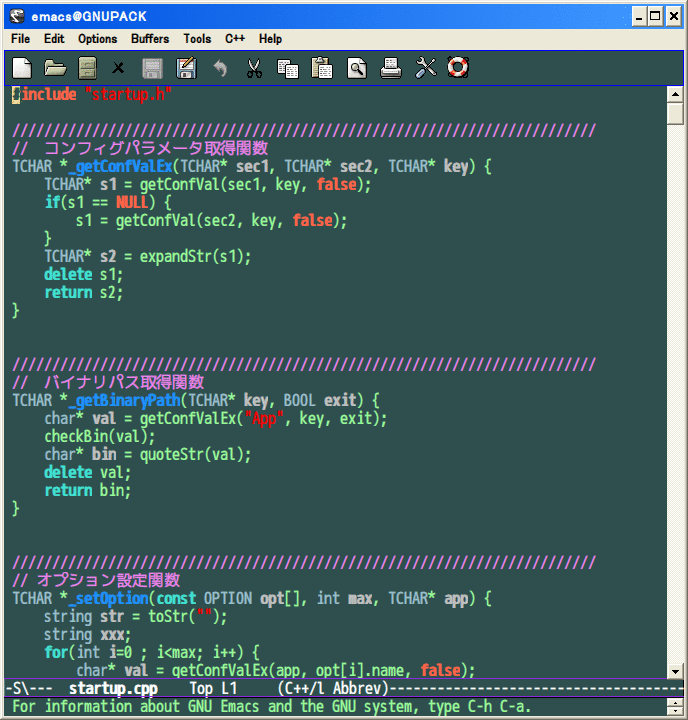 emacs@GNUPACK
File Edit Options Buffers Tools C++ Help
#include "startup.h"
/////////////////////////////////////////////////////////////////////////
//  コンフィグパラメータ取得関数
TCHAR *_getConfValEx(TCHAR* sec1, TCHAR* sec2, TCHAR* key) {
    TCHAR* s1 = getConfVal(sec1, key, false);
    if(s1 == NULL) {
        s1 = getConfVal(sec2, key, false);
    }
    TCHAR* s2 = expandStr(s1);
    delete s1;
    return s2;
}
/////////////////////////////////////////////////////////////////////////
//  バイナリパス取得関数
TCHAR *_getBinaryPath(TCHAR* key, BOOL exit) {
    char* val = getConfValEx("App", key, exit);
    checkBin(val);
    char* bin = quoteStr(val);
    delete val;
    return bin;
}
/////////////////////////////////////////////////////////////////////////
// オプション設定関数
TCHAR *_setOption(const OPTION opt[], int max, TCHAR* app) {
    string str = toStr("");
    string xxx;
    for(int i=0 ; i<max; i++) {
        char* val = getConfValEx(app, opt[i].name, false);
-S\---  startup.cpp    Top L1     (C++/l Abbrev)-------------------------------------
For information about GNU Emacs and the GNU system, type C-h C-a.